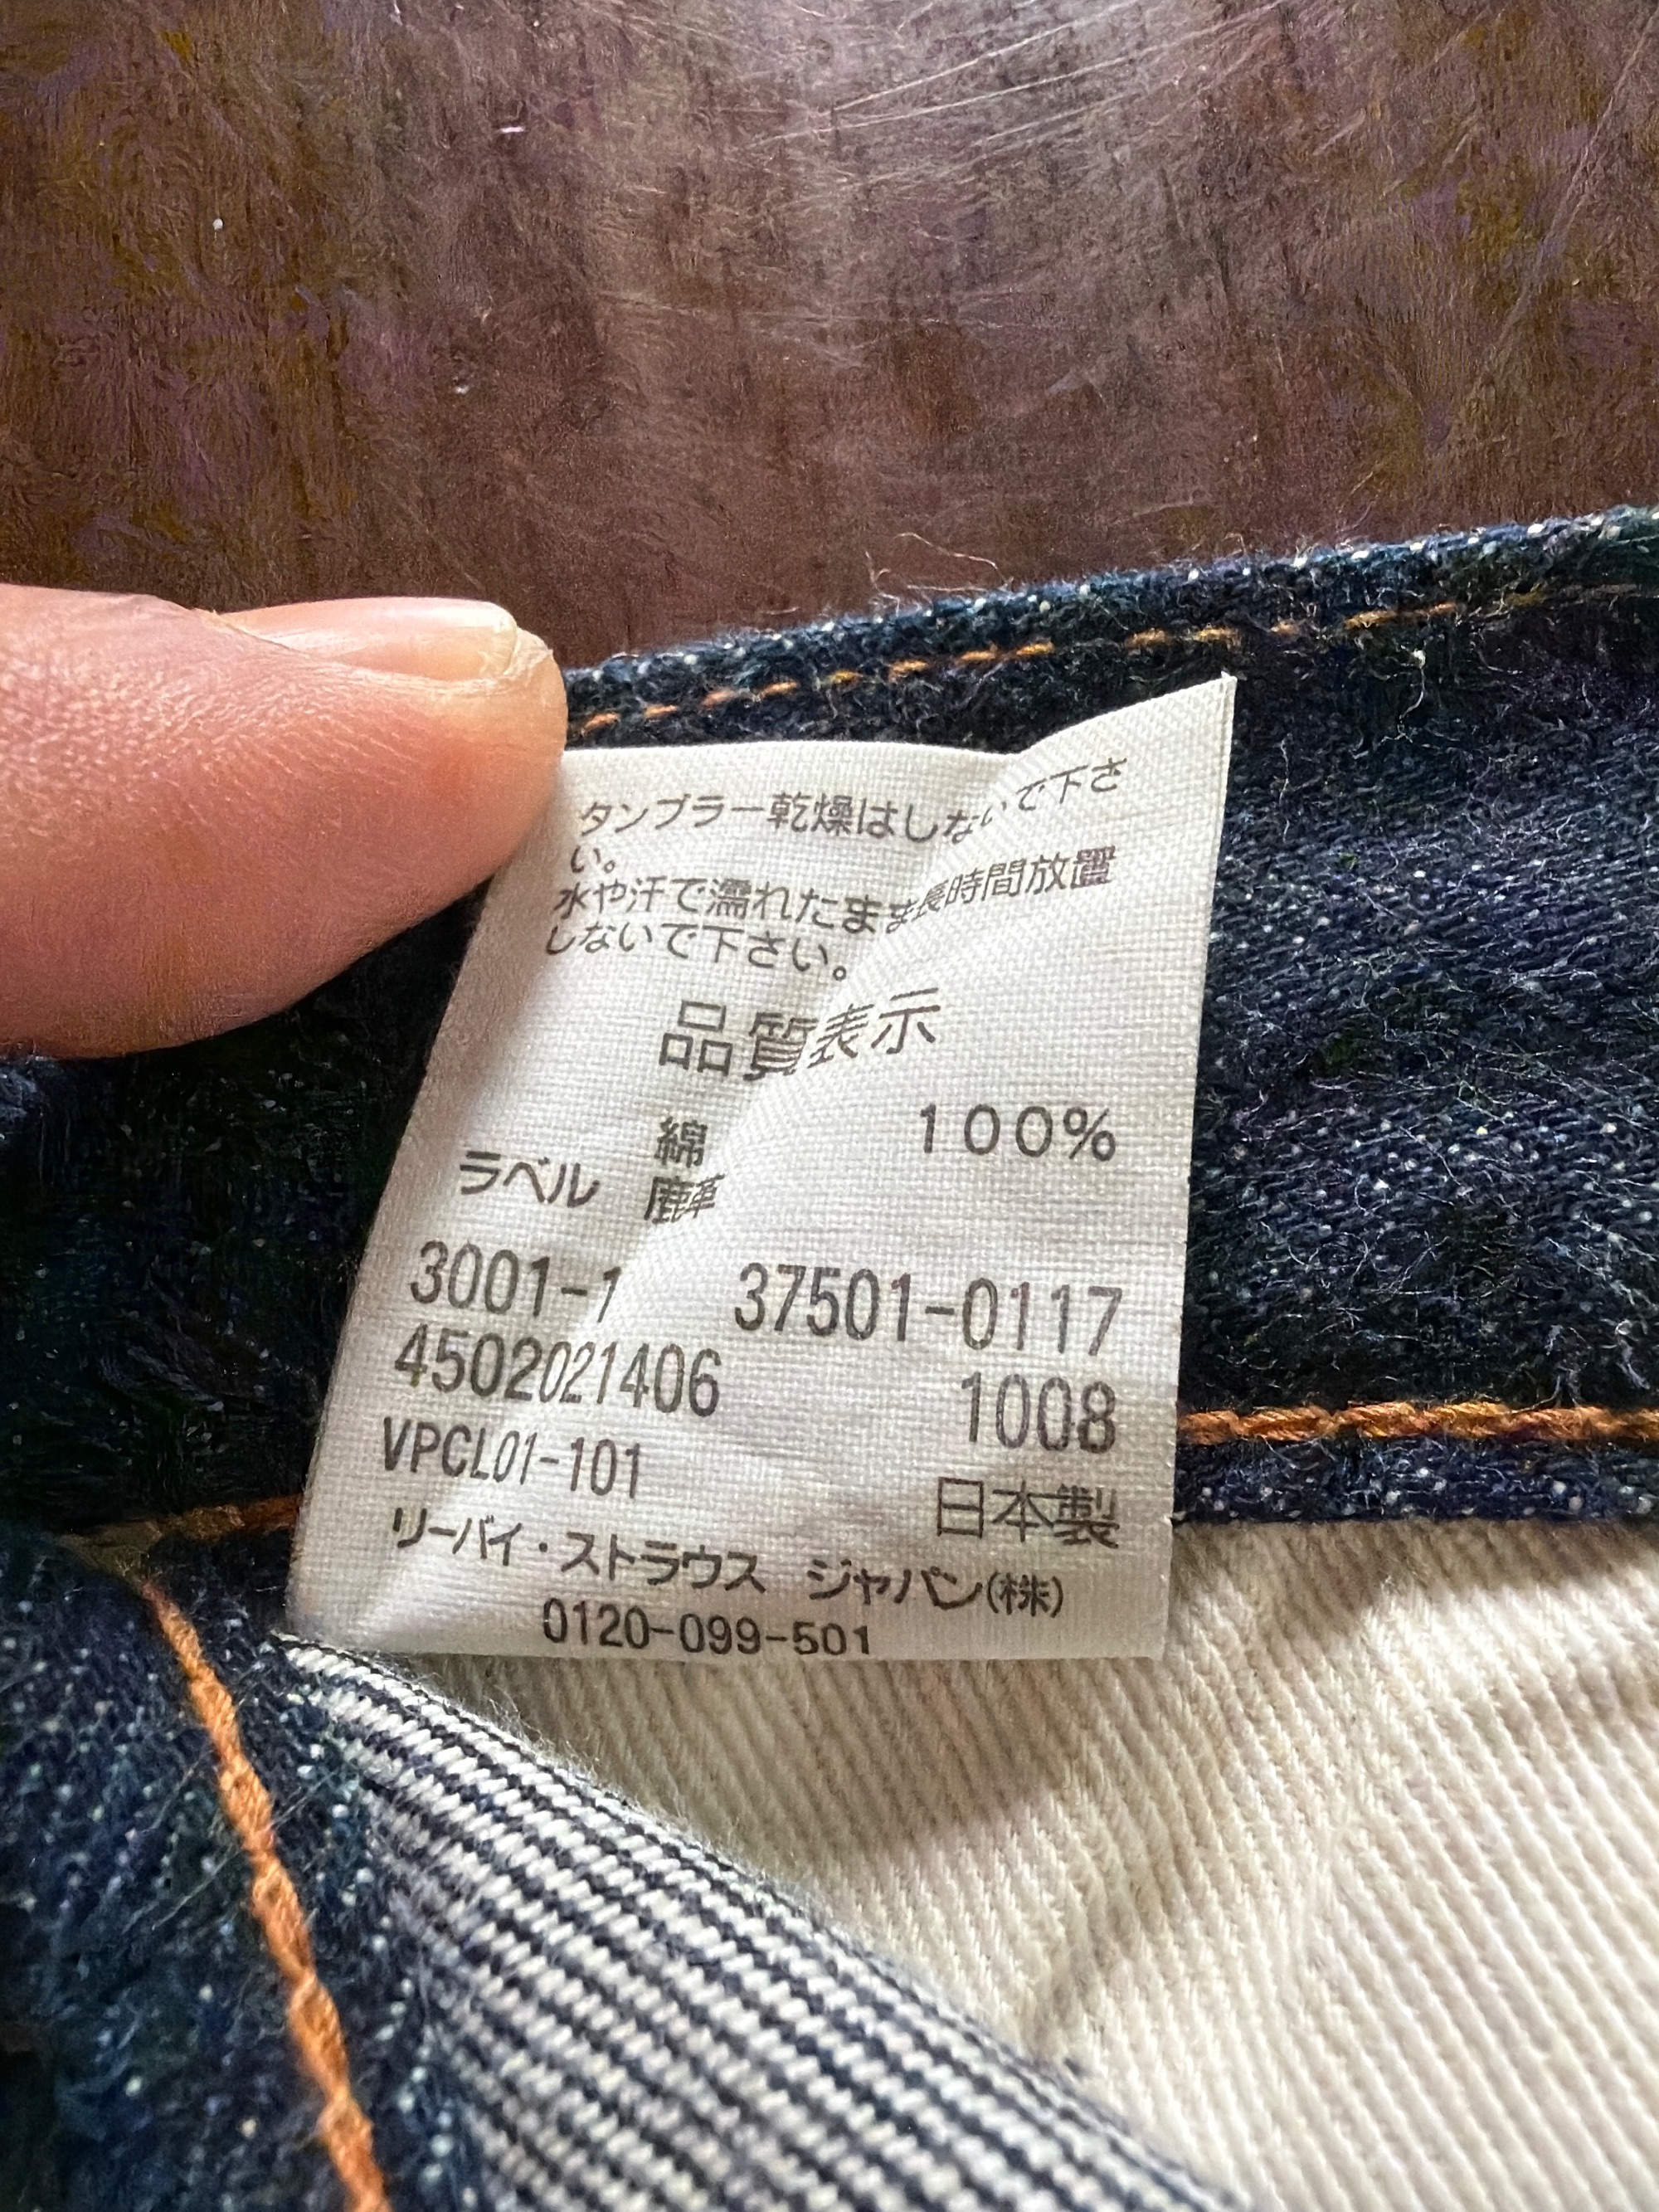 タンブラー乾燥はしないで下さ
い。
水や汗で濡れたまま長時間放置
しないで下さい。
品質表示
綿 100%
ラベル 鹿革
3001-1 37501-0117
4502021406 1008
VPCL01-101 日本製
リーバイ・ストラウス ジャパン(株)
0120-099-501